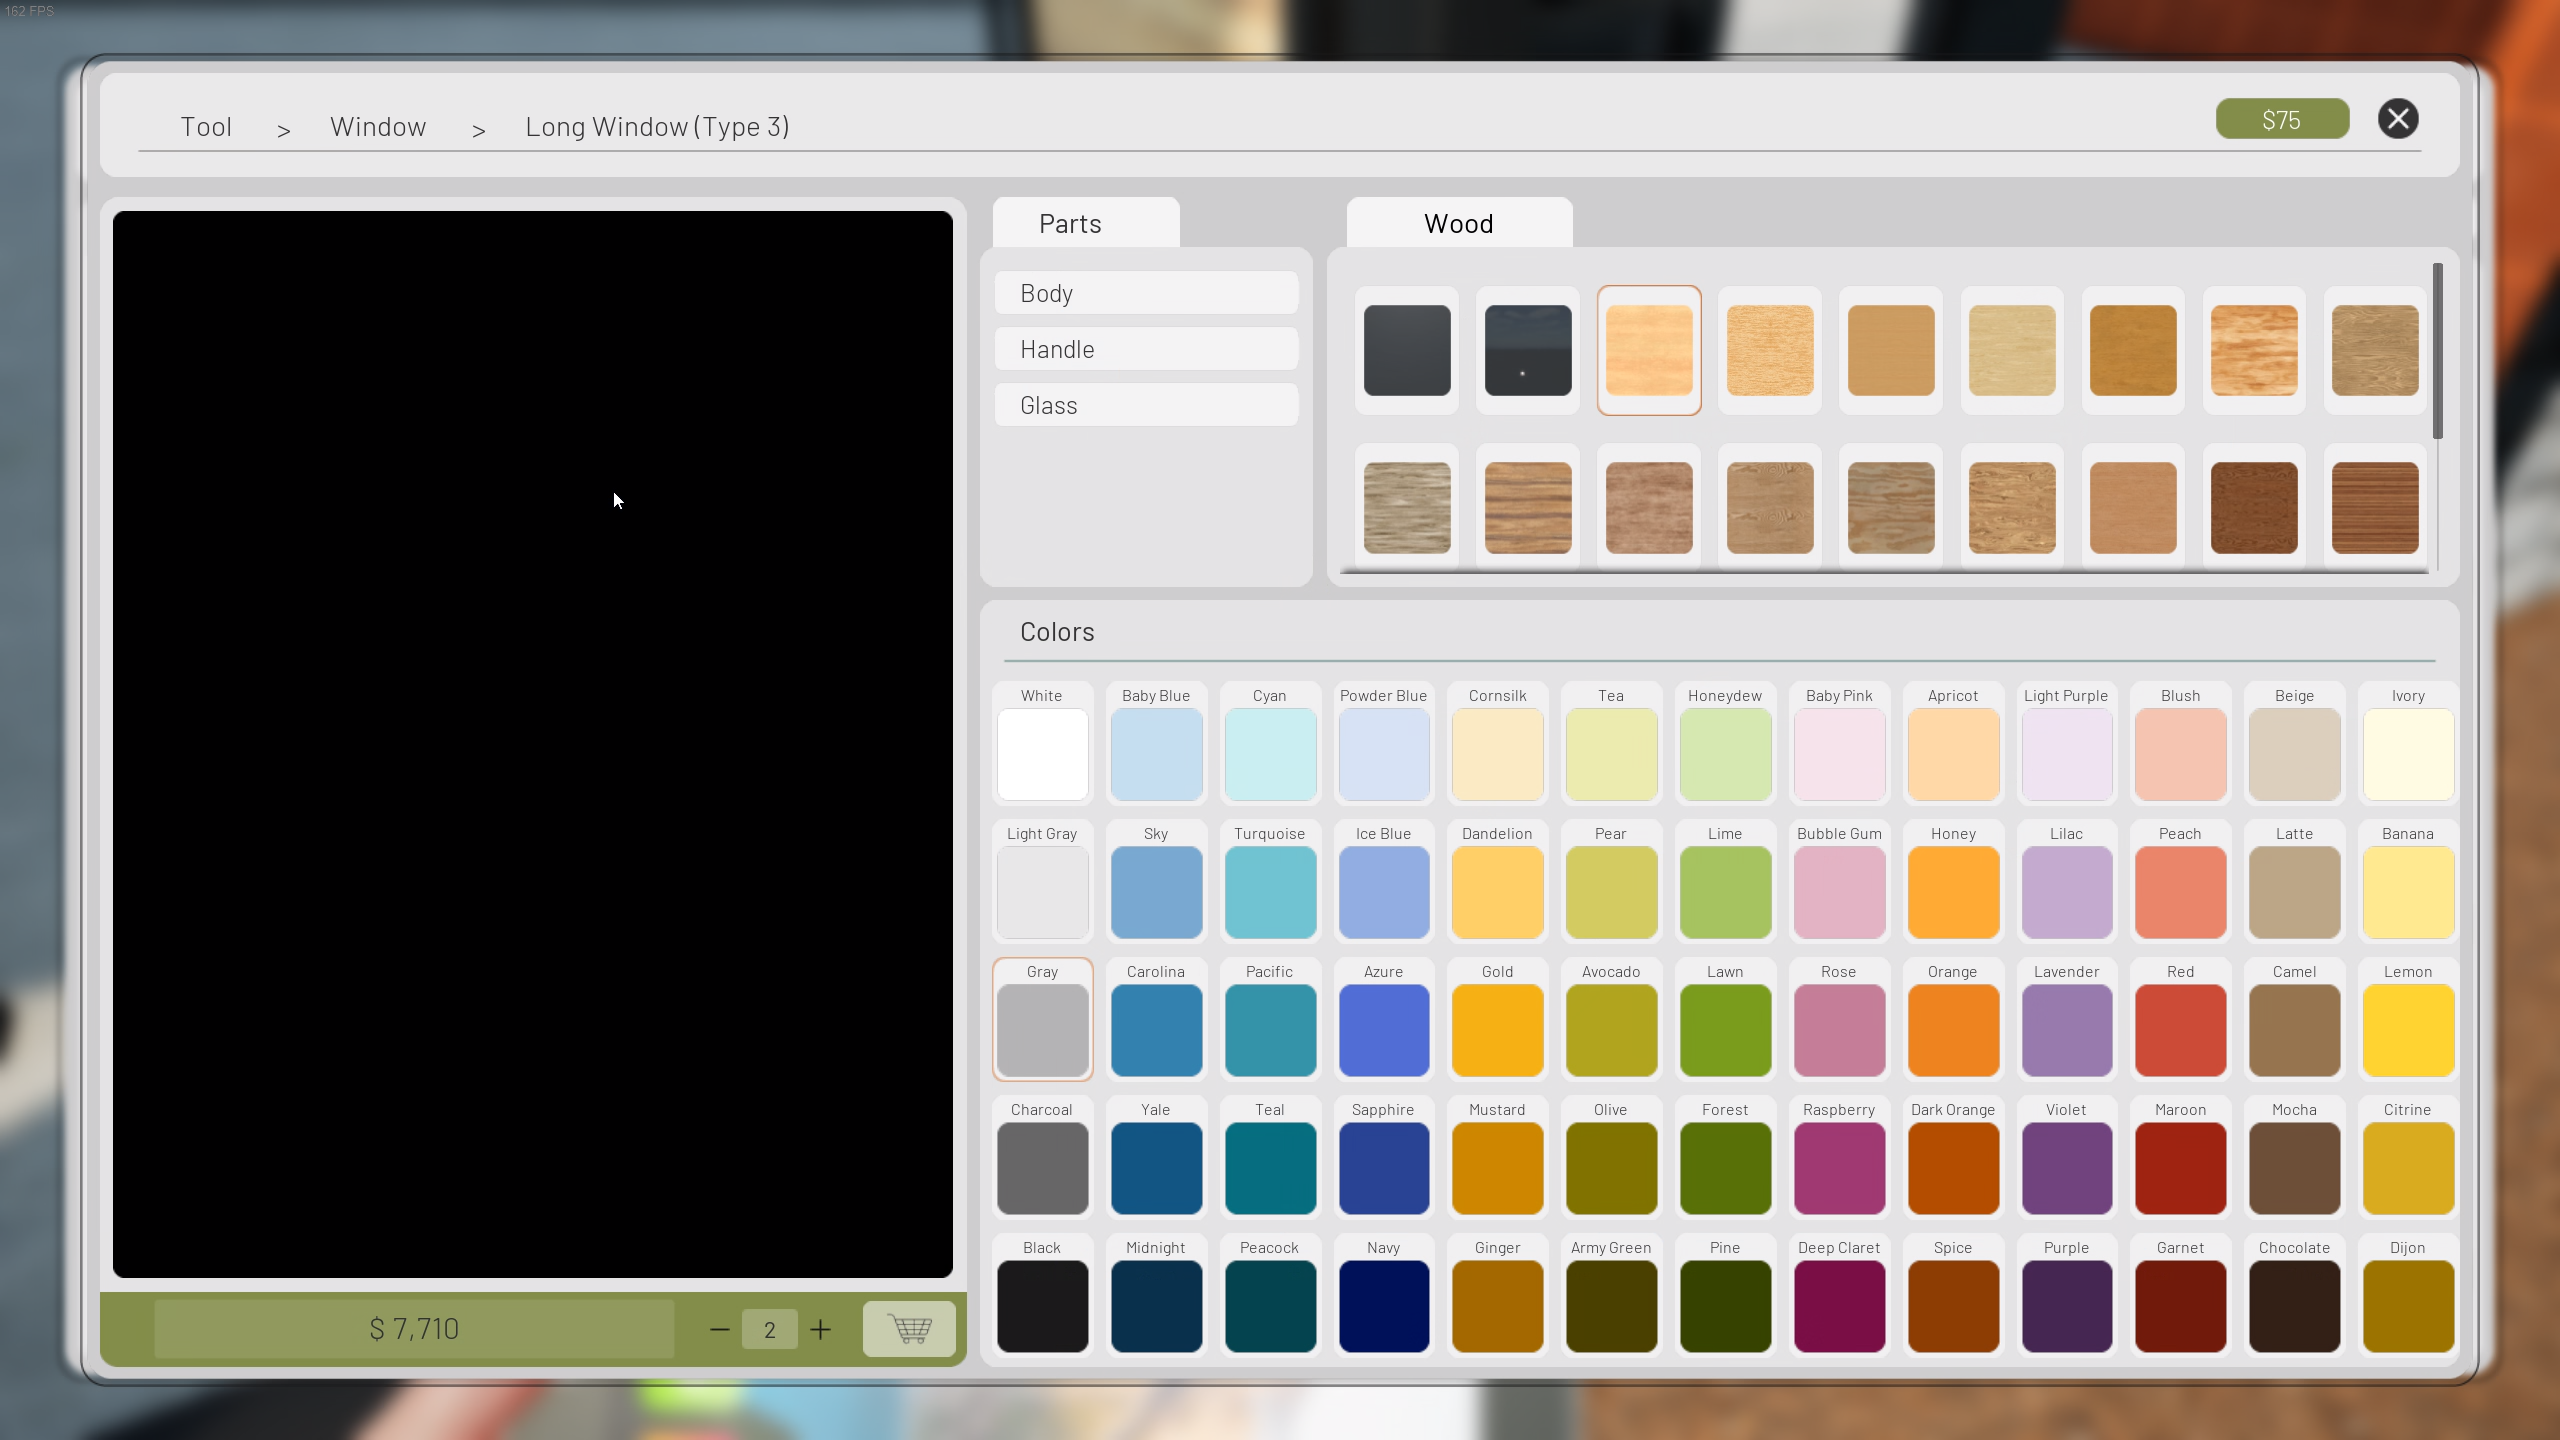 162 FPS
Tool > Window > Long Window (Type 3)
$75
Parts
Wood
Body
Handle
Glass
Colors
White Baby Blue Cyan Powder Blue Cornsilk Tea Honeydew Baby Pink Apricot Light Purple Blush Beige Ivory
Light Gray Sky Turquoise Ice Blue Dandelion Pear Lime Bubble Gum Honey Lilac Peach Latte Banana
Gray Carolina Pacific Azure Gold Avocado Lawn Rose Orange Lavender Red Camel Lemon
Charcoal Yale Teal Sapphire Mustard Olive Forest Raspberry Dark Orange Violet Maroon Mocha Citrine
Black Midnight Peacock Navy Ginger Army Green Pine Deep Claret Spice Purple Garnet Chocolate Dijon
$ 7,710
− 2 +